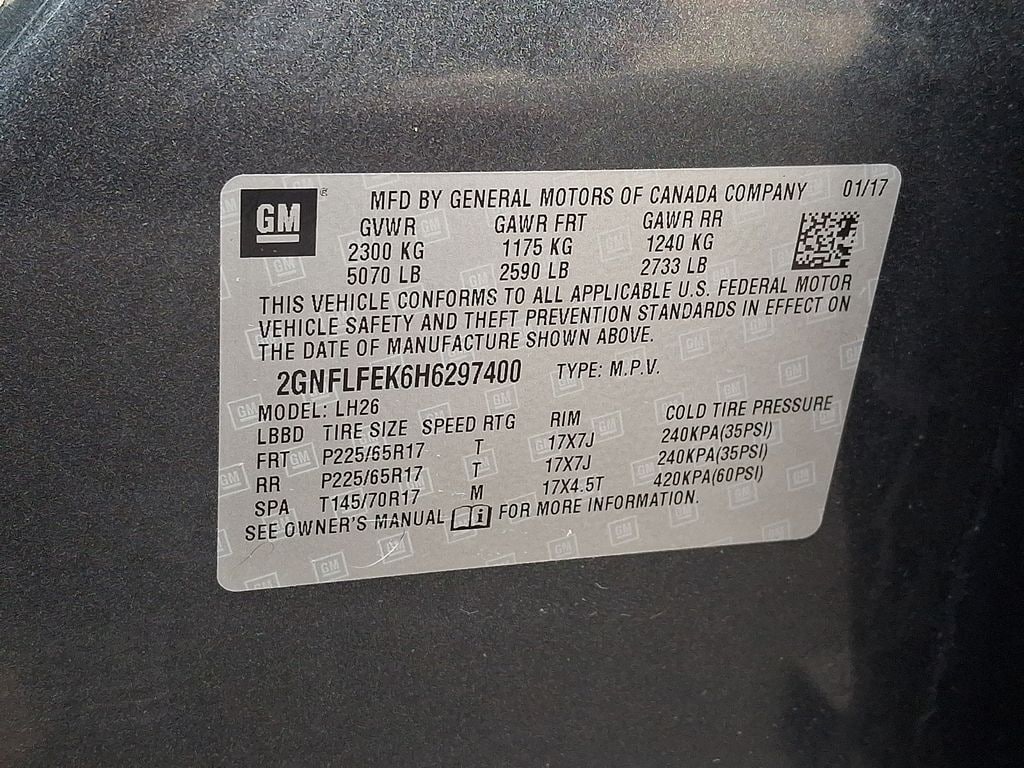 GM
MFD BY GENERAL MOTORS OF CANADA COMPANY 01/17
GVWR GAWR FRT GAWR RR
2300 KG 1175 KG 1240 KG
5070 LB 2590 LB 2733 LB
THIS VEHICLE CONFORMS TO ALL APPLICABLE U.S. FEDERAL MOTOR
VEHICLE SAFETY AND THEFT PREVENTION STANDARDS IN EFFECT ON
THE DATE OF MANUFACTURE SHOWN ABOVE.
2GNFLFEK6H6297400 TYPE: M.P.V.
MODEL: LH26
LBBD TIRE SIZE SPEED RTG RIM COLD TIRE PRESSURE
FRT P225/65R17 T 17X7J 240KPA(35PSI)
RR P225/65R17 T 17X7J 240KPA(35PSI)
SPA T145/70R17 M 17X4.5T 420KPA(60PSI)
SEE OWNER'S MANUAL FOR MORE INFORMATION.